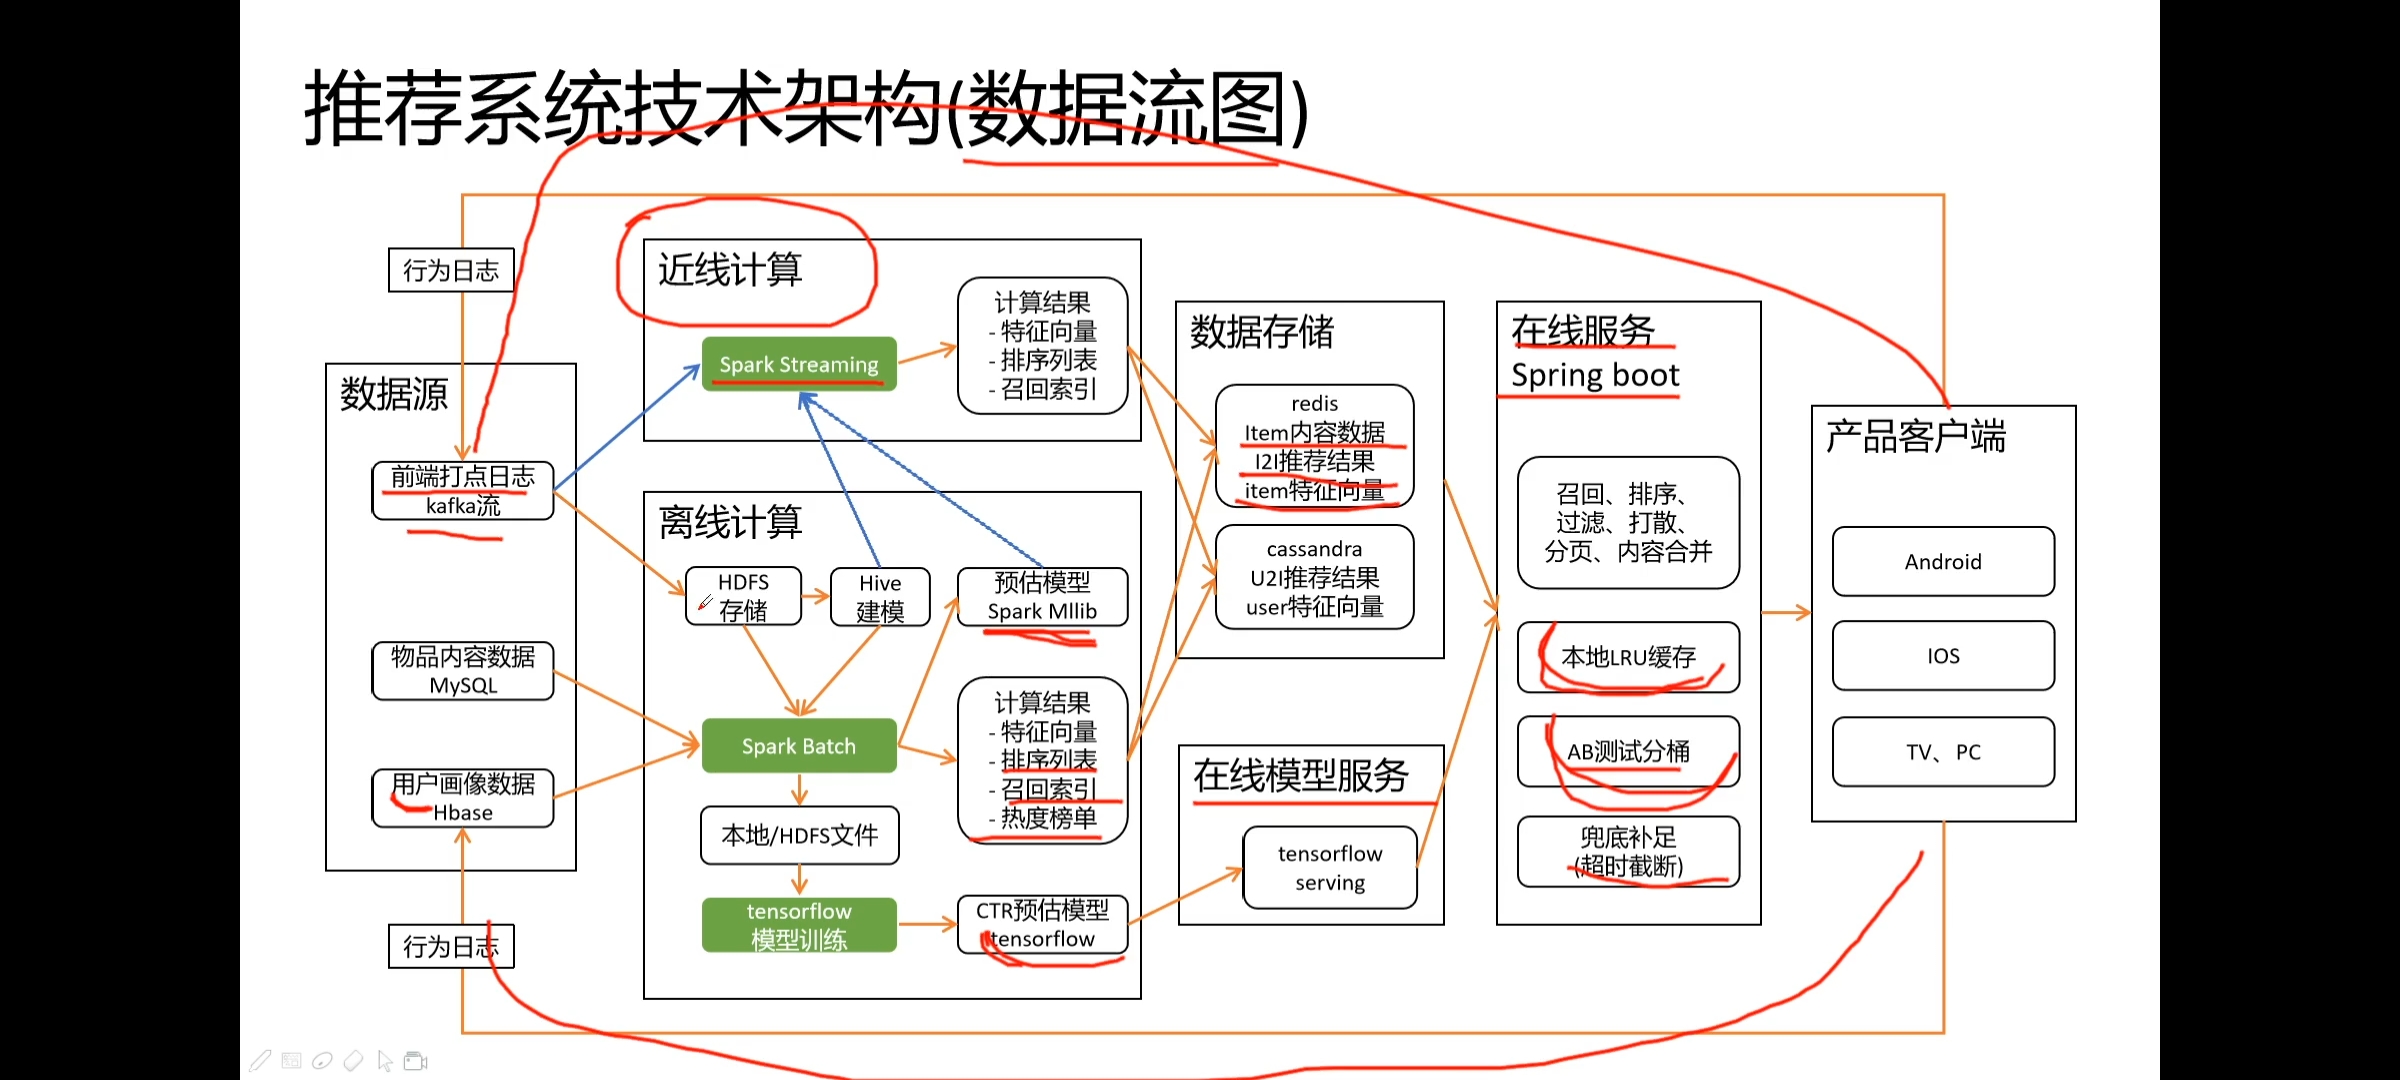 推荐系统技术架构(数据流图)
行为日志
数据源
前端打点日志
kafka流
物品内容数据
MySQL
用户画像数据
Hbase
行为日志
近线计算
Spark Streaming
计算结果
- 特征向量
- 排序列表
- 召回索引
离线计算
HDFS
存储
Hive
建模
预估模型
Spark Mllib
Spark Batch
计算结果
- 特征向量
- 排序列表
- 召回索引
- 热度榜单
本地/HDFS文件
tensorflow
模型训练
CTR预估模型
tensorflow
数据存储
redis
Item内容数据
I2I推荐结果
item特征向量
cassandra
U2I推荐结果
user特征向量
在线模型服务
tensorflow
serving
在线服务
Spring boot
召回、排序、
过滤、打散、
分页、内容合并
本地LRU缓存
AB测试分桶
兜底补足
(超时截断)
产品客户端
Android
IOS
TV、PC